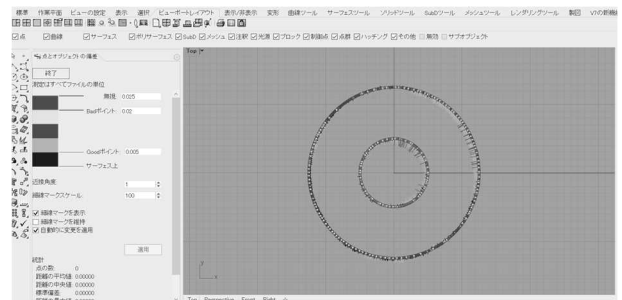 標準 作業平面 ビューの設定 表示 選択 ビューポートレイアウト 表示/非表示 変形 曲線ツール サーフェスツール ソリッドツール SubDツール メッシュツール レンダリングツール 製図 V7の新機能
点 曲線 サーフェス ポリサーフェス SubD メッシュ 注釈 光源 ブロック 制御点 点群 ハッチング その他 無効 サブオブジェクト
点とオブジェクトの偏差
終了
測定はすべてファイルの単位
無視: 0.025
Badポイント: 0.02
Goodポイント: 0.005
サーフェス上
近接角度: 1
細線マークスケール: 100
細線マークを表示
細線マークを維持
自動的に変更を適用
適用
統計
点の数: 0
距離の平均値: 0.00000
距離の中央値: 0.00000
標準偏差: 0.00000
Top
y
x
Top Perspective Front Right